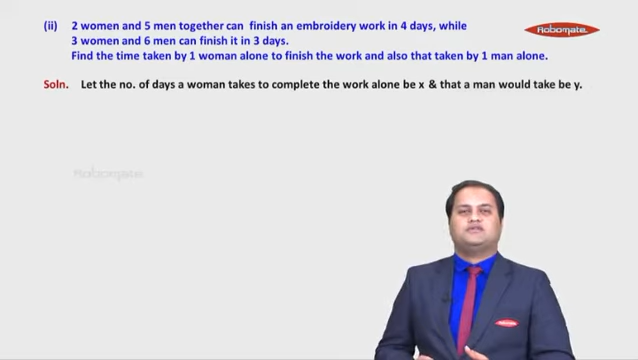 (ii) 2 women and 5 men together can finish an embroidery work in 4 days, while
Robomate.
3 women and 6 men can finish it in 3 days.
Find the time taken by 1 woman alone to finish the work and also that taken by 1 man alone.
Soln. Let the no. of days a woman takes to complete the work alone be x & that a man would take be y.
Robomate